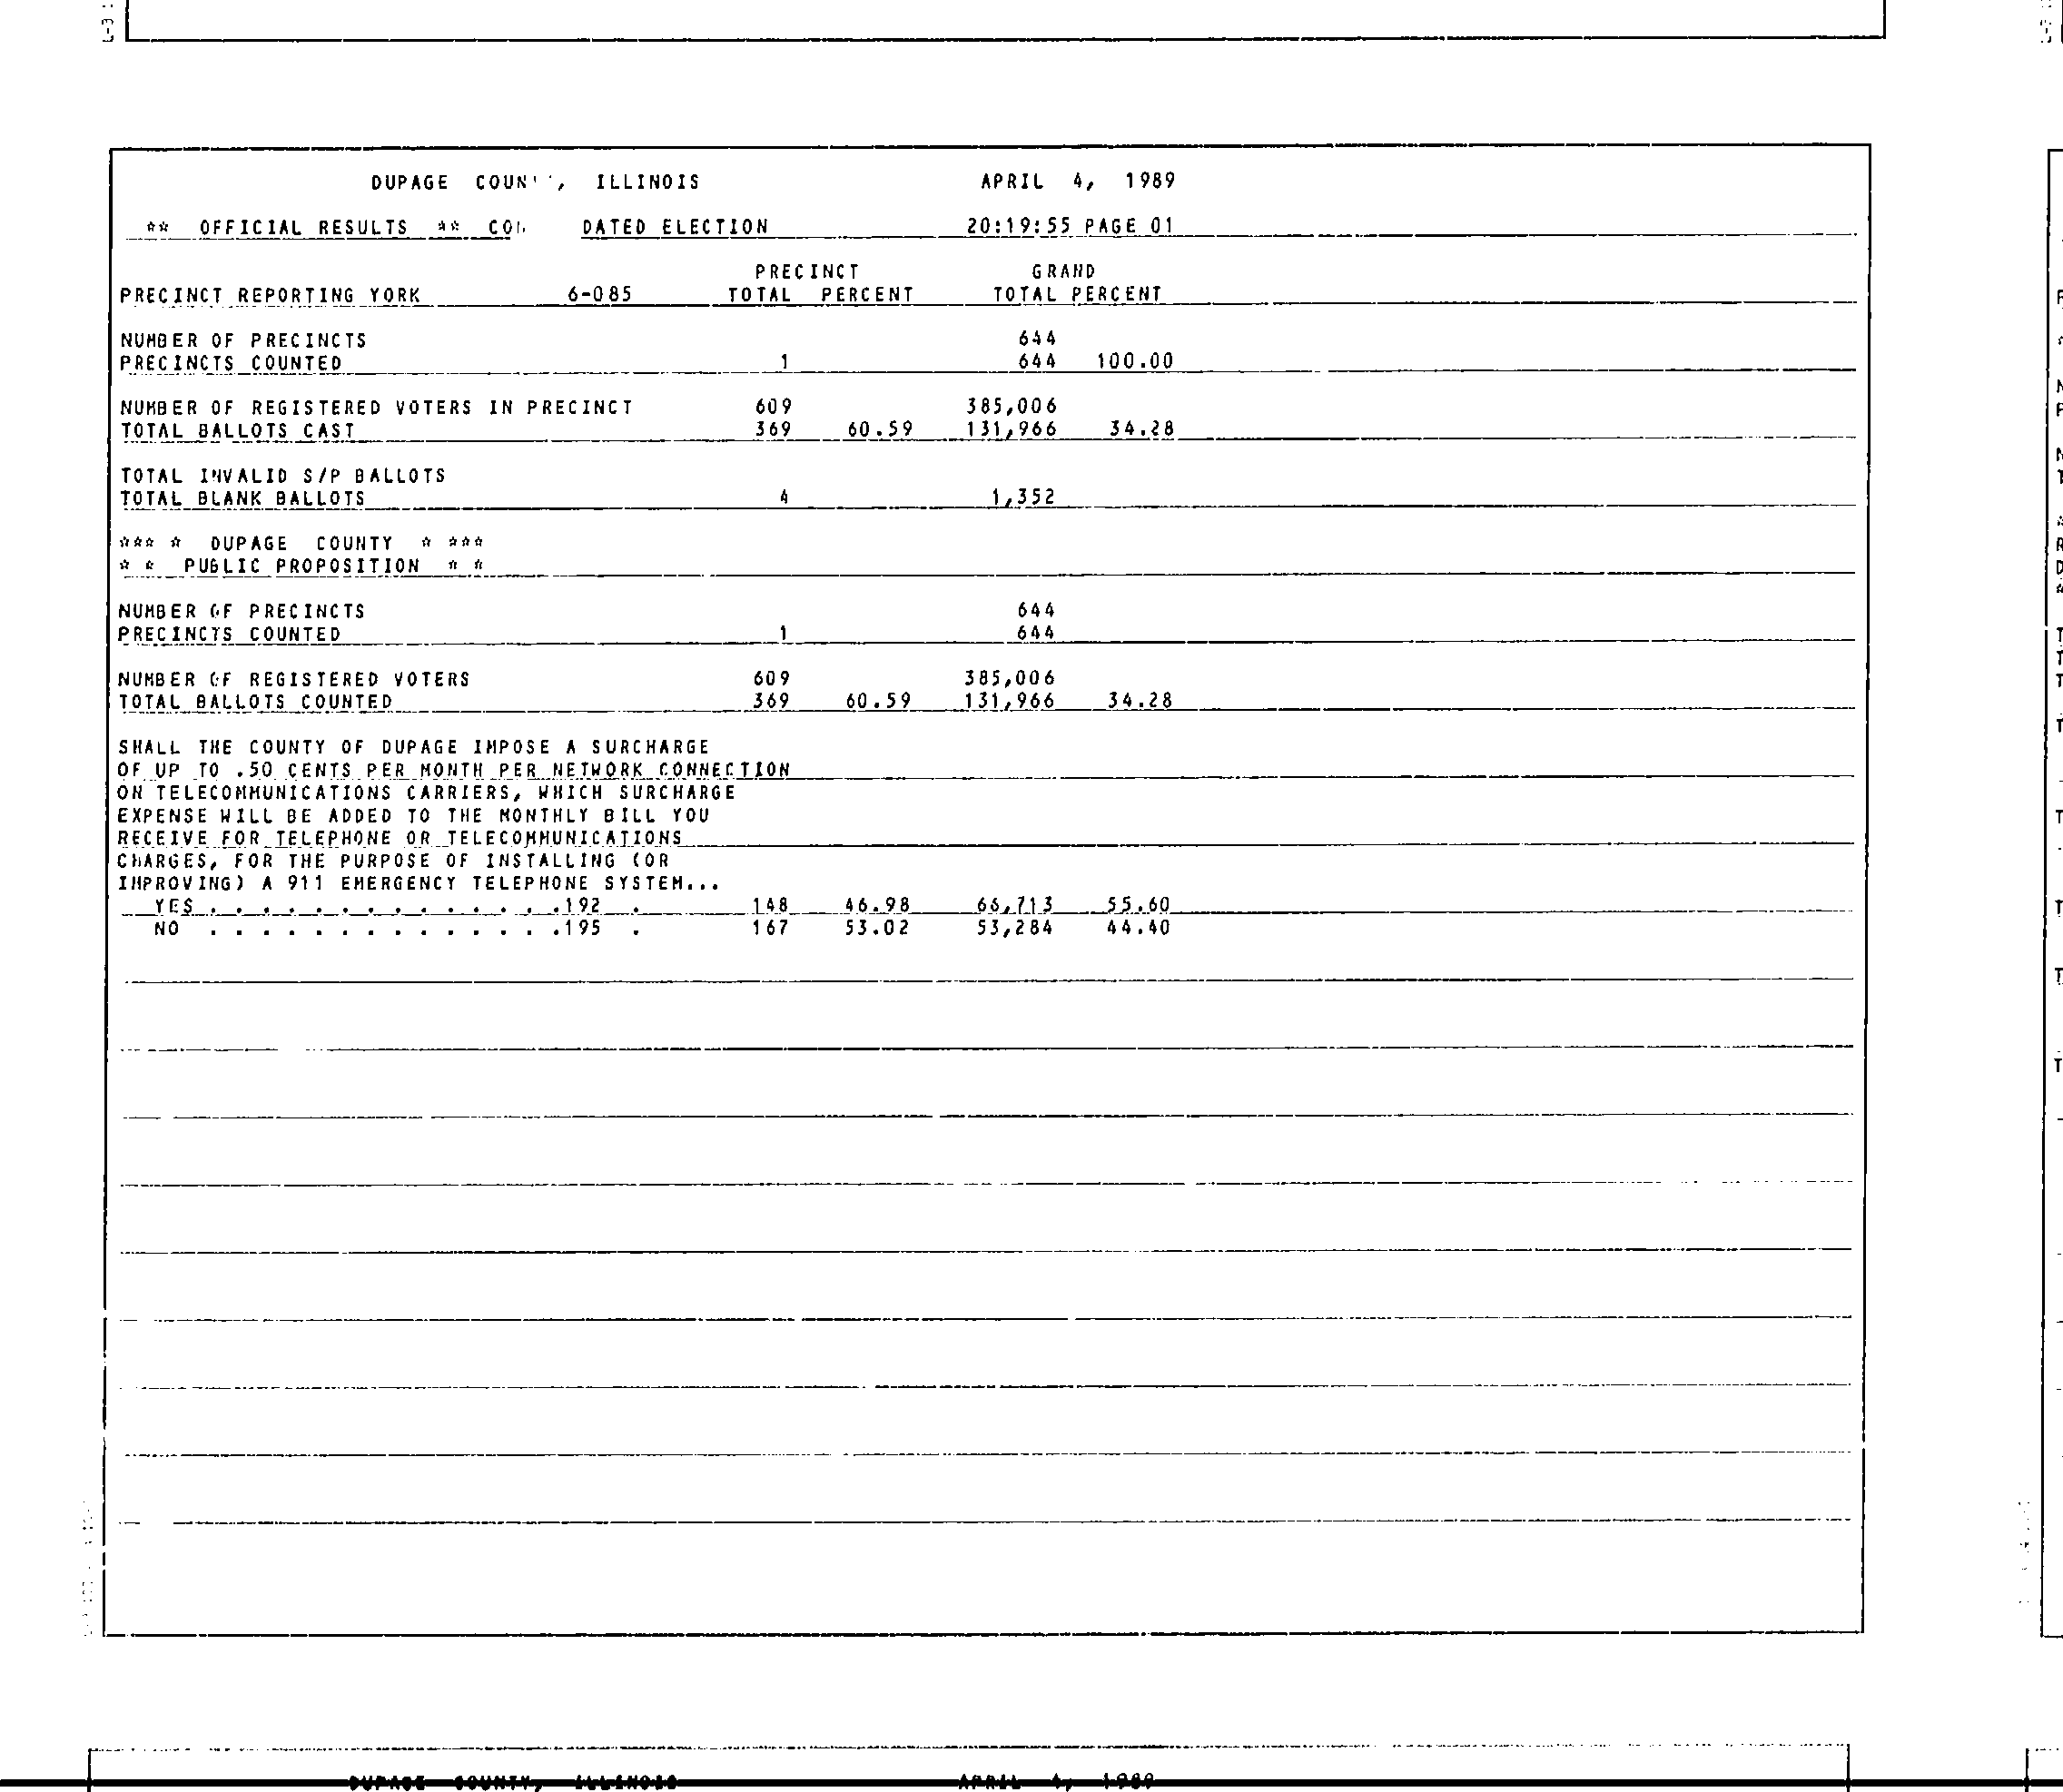 DUPAGE COUN , ILLINOIS APRIL 4, 1989
** OFFICIAL RESULTS ** DATED ELECTION 20:19:55 PAGE 01
PRECINCT GRAND
PRECINCT REPORTING YORK 6-085 TOTAL PERCENT TOTAL PERCENT
NUMBER OF PRECINCTS 644
PRECINCTS COUNTED 1 644 100.00
NUMBER OF REGISTERED VOTERS IN PRECINCT 609 385,006
TOTAL BALLOTS CAST 369 60.59 131,966 34.28
TOTAL INVALID S/P BALLOTS
TOTAL BLANK BALLOTS 4 1,352
*** * DUPAGE COUNTY * ***
* * PUBLIC PROPOSITION * *
NUMBER OF PRECINCTS 644
PRECINCTS COUNTED 1 644
NUMBER OF REGISTERED VOTERS 609 385,006
TOTAL BALLOTS COUNTED 369 60.59 131,966 34.28
SHALL THE COUNTY OF DUPAGE IMPOSE A SURCHARGE
OF UP TO .50 CENTS PER MONTH PER NETWORK CONNECTION
ON TELECOMMUNICATIONS CARRIERS, WHICH SURCHARGE
EXPENSE WILL BE ADDED TO THE MONTHLY BILL YOU
RECEIVE FOR TELEPHONE OR TELECOMMUNICATIONS
CHARGES, FOR THE PURPOSE OF INSTALLING (OR
IMPROVING) A 911 EMERGENCY TELEPHONE SYSTEM...
YES . . . . . . . . . . . . . .192 . 148 46.98 66,713 55.60
NO . . . . . . . . . . . . . .195 . 167 53.02 53,284 44.40
DUPAGE COUNTY, ILLINOIS APRIL 4, 1989